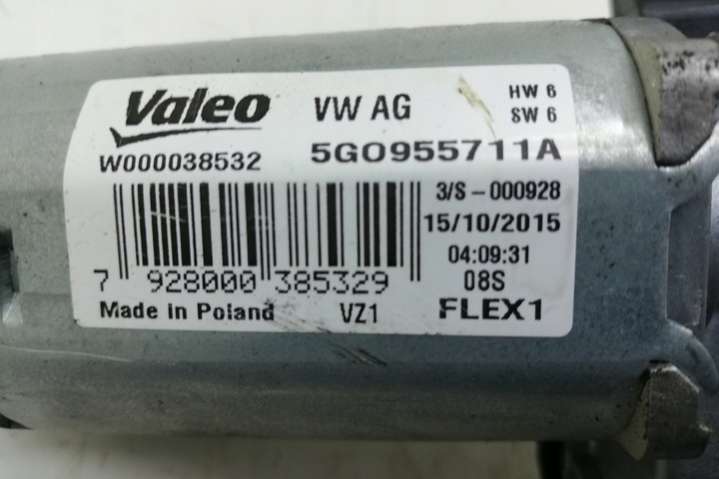 Valeo VW AG HW 6
SW 6
W000038532 5G0955711A
3/S-000928
15/10/2015
04:09:31
7 928000 385329 08S
Made in Poland VZ1 FLEX1